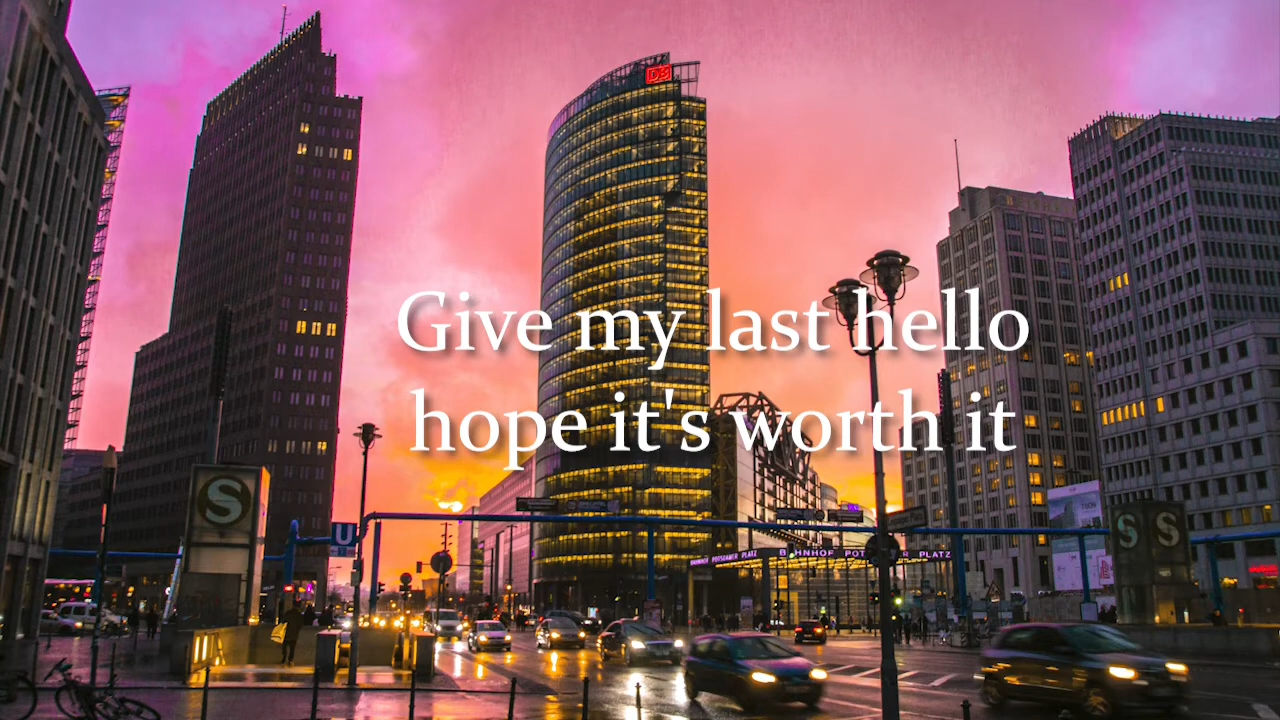 DB
Give my last hello
hope it's worth it
S
U
BAHNHOF POTSDAMER PLATZ
S S